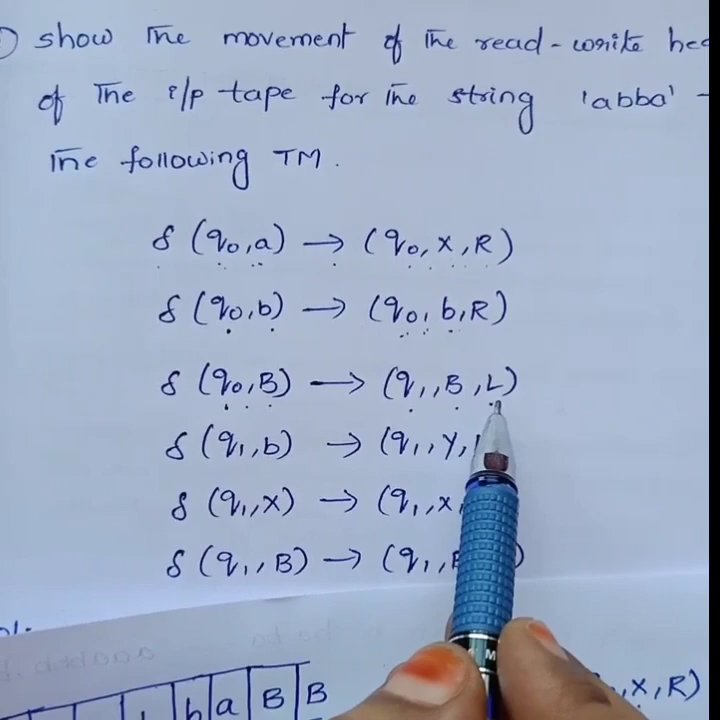 show The movement of The read-write
of The i/p tape for The string 'abba' -
The following TM.
δ (q₀,a) → (q₀, X, R)
δ (q₀,b) → (q₀, b, R)
δ (q₀,B) → (q₁, B, L)
δ (q₁,b) → (q₁, Y,
δ (q₁,X) → (q₁, X,
δ (q₁,B) → (q₁,
b a B B
, X, R)